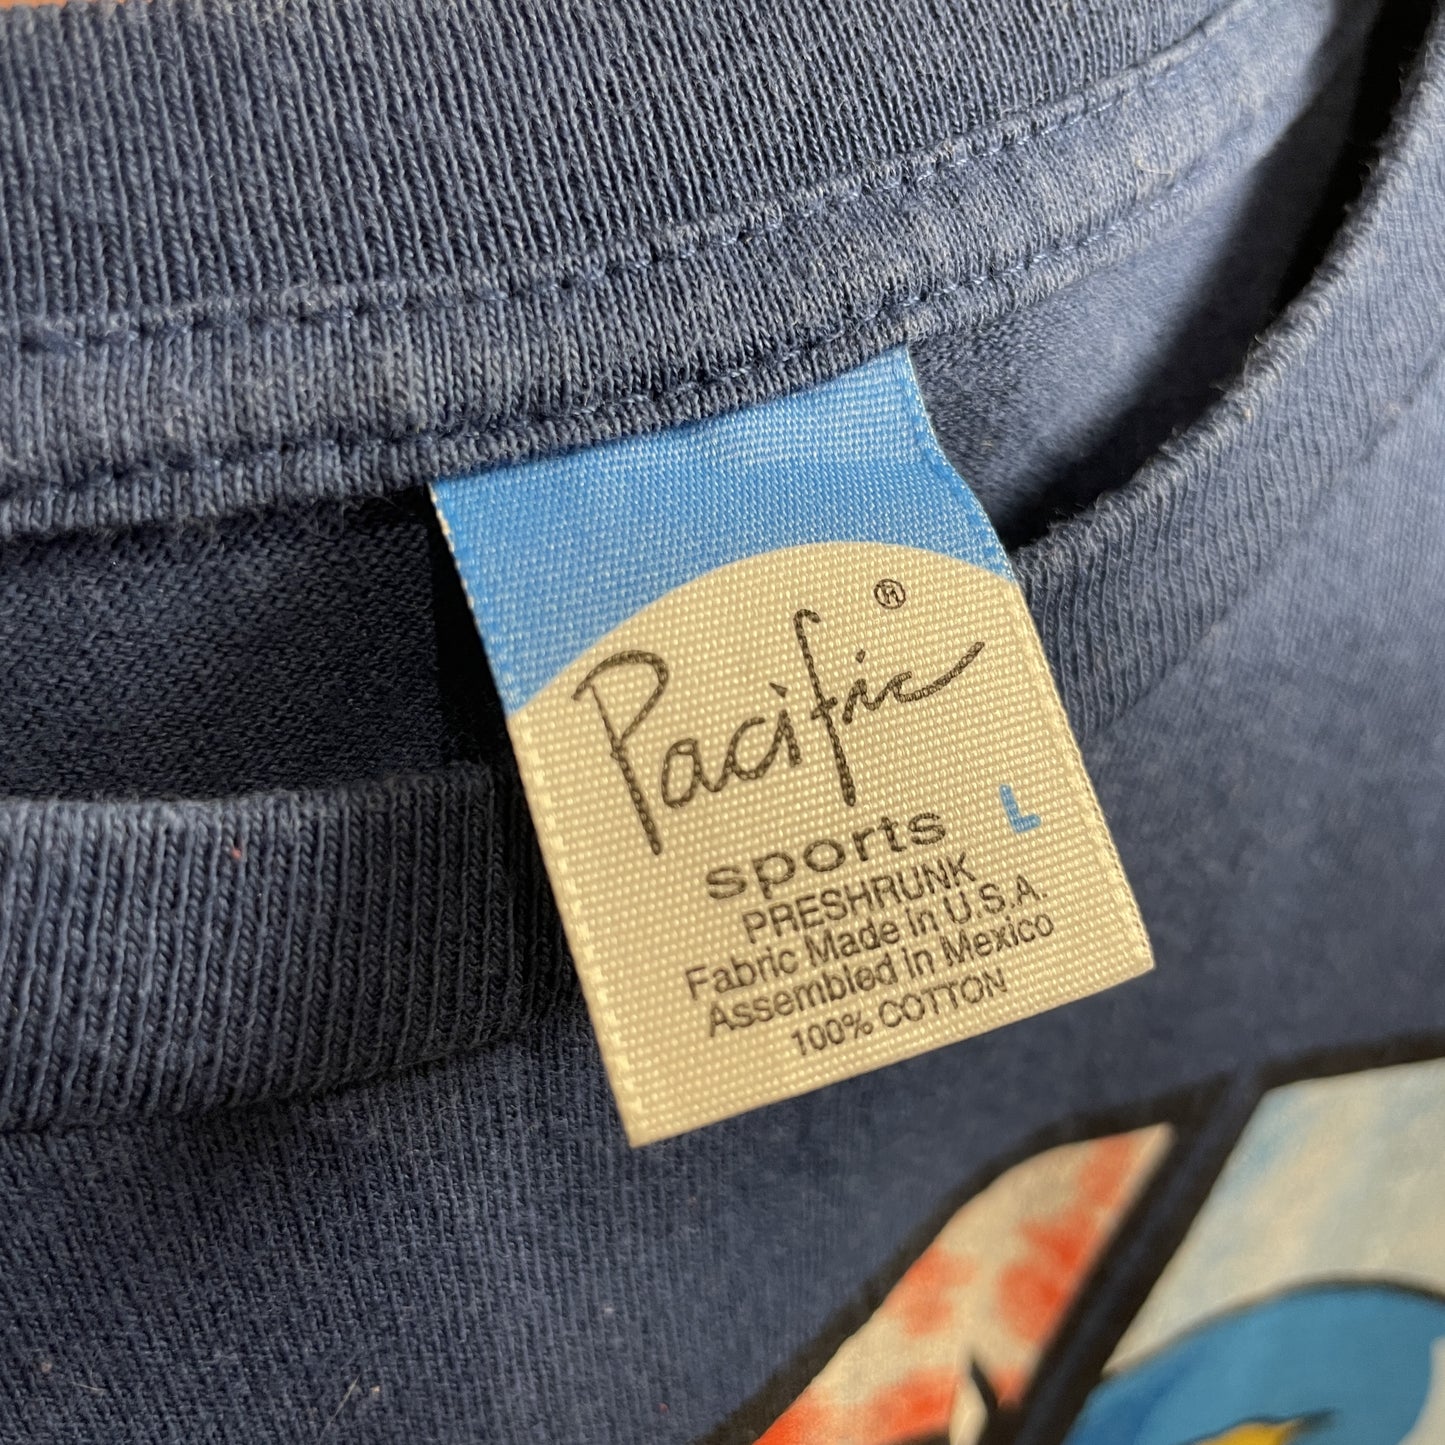 Pacific®
sports L
PRESHRUNK
Fabric Made in U.S.A.
Assembled in Mexico
100% COTTON